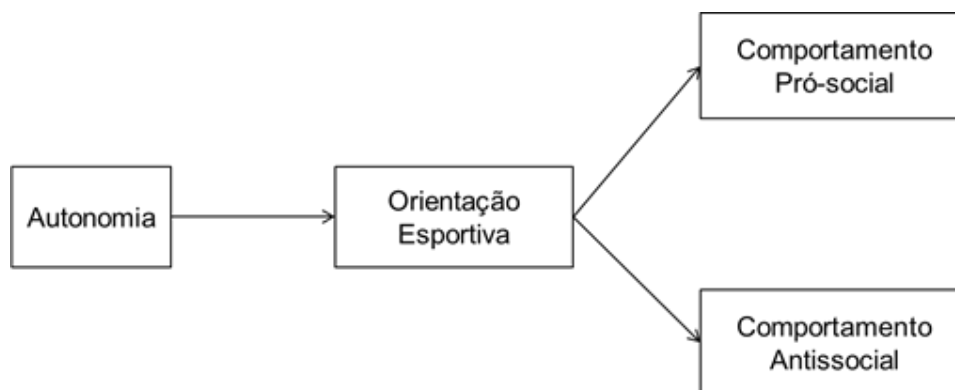 Comportamento
Pró-social
Autonomia
Orientação
Esportiva
Comportamento
Antissocial